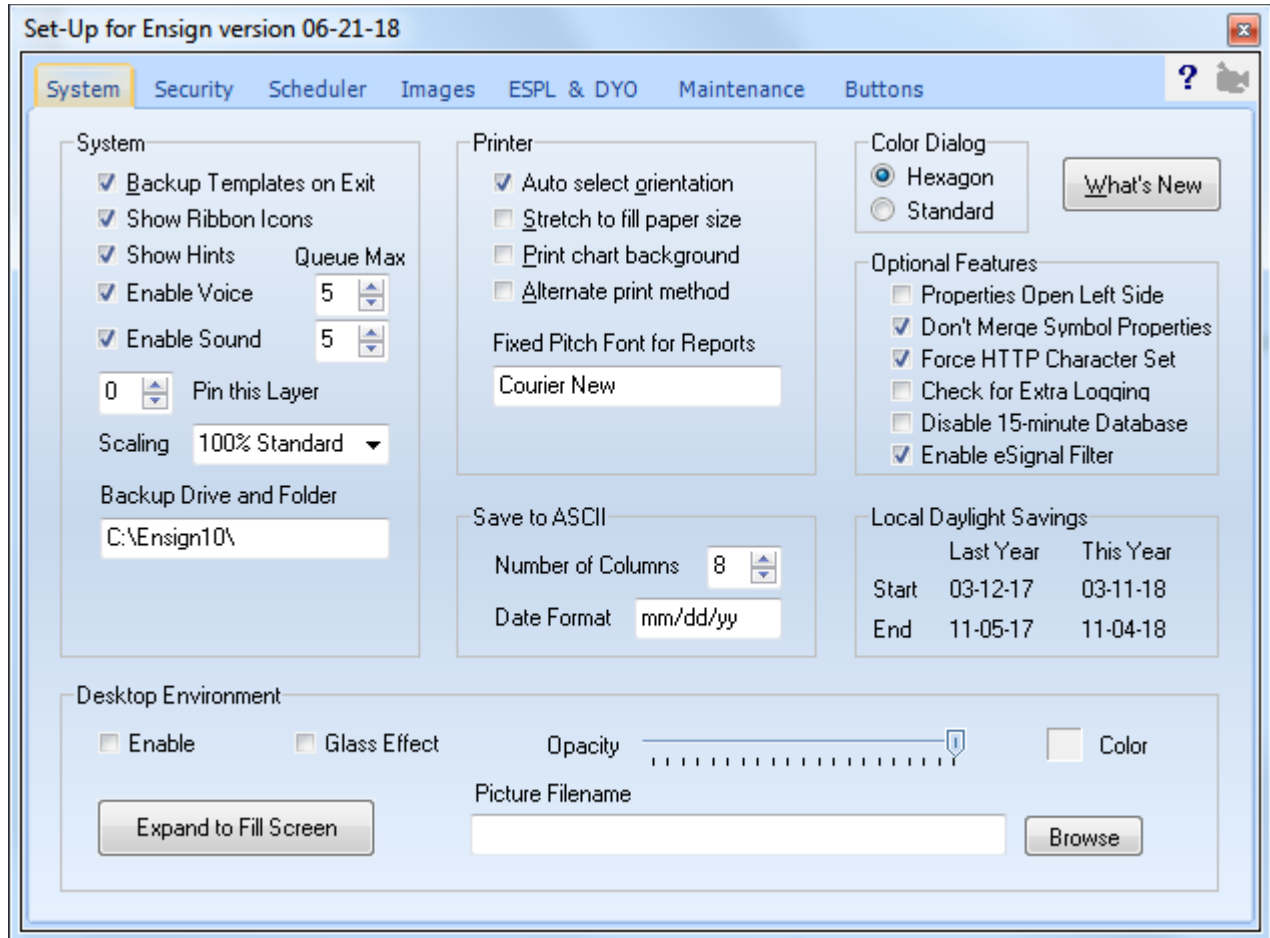 Set-Up for Ensign version 06-21-18
System Security Scheduler Images ESPL & DYO Maintenance Buttons ?
System
Backup Templates on Exit
Show Ribbon Icons
Show Hints Queue Max
Enable Voice 5
Enable Sound 5
0 Pin this Layer
Scaling 100% Standard
Backup Drive and Folder
C:\Ensign10\
Printer
Auto select orientation
Stretch to fill paper size
Print chart background
Alternate print method
Fixed Pitch Font for Reports
Courier New
Save to ASCII
Number of Columns 8
Date Format mm/dd/yy
Color Dialog
Hexagon
Standard
What's New
Optional Features
Properties Open Left Side
Don't Merge Symbol Properties
Force HTTP Character Set
Check for Extra Logging
Disable 15-minute Database
Enable eSignal Filter
Local Daylight Savings
Last Year This Year
Start 03-12-17 03-11-18
End 11-05-17 11-04-18
Desktop Environment
Enable Glass Effect Opacity Color
Expand to Fill Screen
Picture Filename
Browse